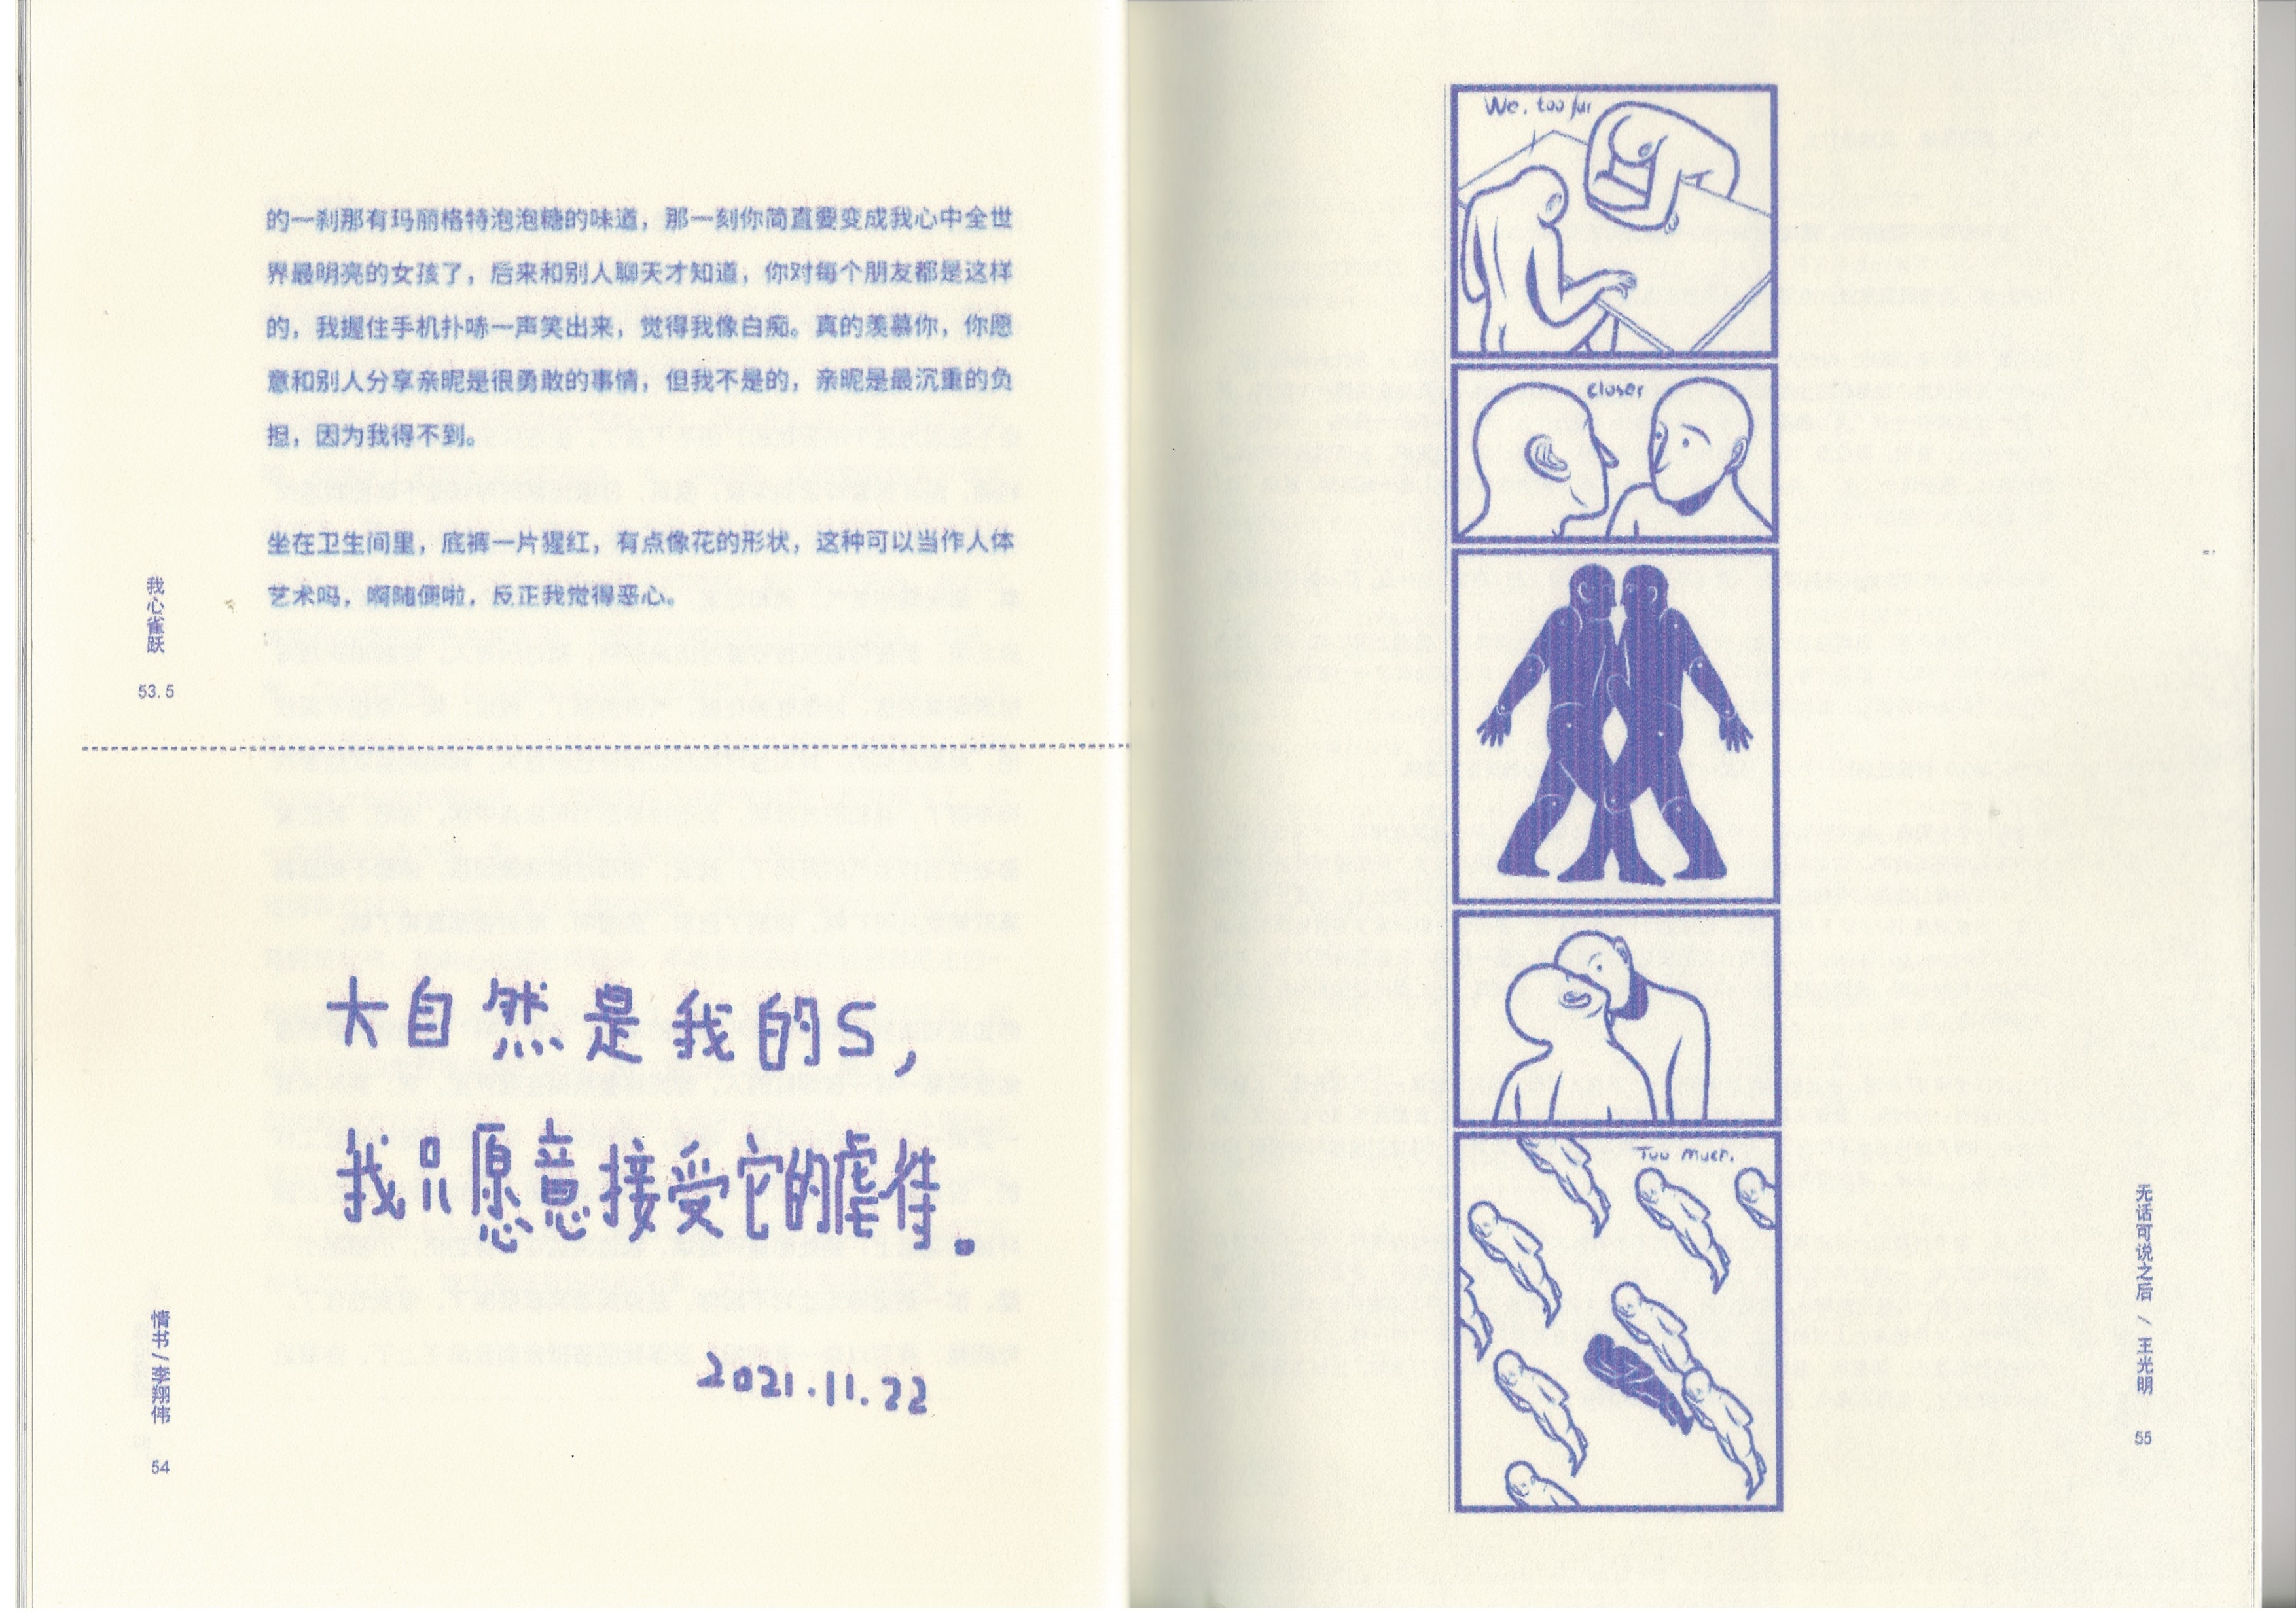 的一刹那有玛丽格特泡泡糖的味道，那一刻你简直要变成我心中全世
界最明亮的女孩了，后来和别人聊天才知道，你对每个朋友都是这样
的，我握住手机扑哧一声笑出来，觉得我像白痴。真的羡慕你，你愿
意和别人分享亲昵是很勇敢的事情，但我不是的，亲昵是最沉重的负
担，因为我得不到。
坐在卫生间里，底裤一片猩红，有点像花的形状，这种可以当作人体
艺术吗，啊随便啦，反正我觉得恶心。
我心雀跃
53.5
大自然是我的S，
我只愿意接受它的虐待.
2021.11.22
情书/李翔伟
54
We, too far
closer
Too much.
无话可说之后 / 王光明
55